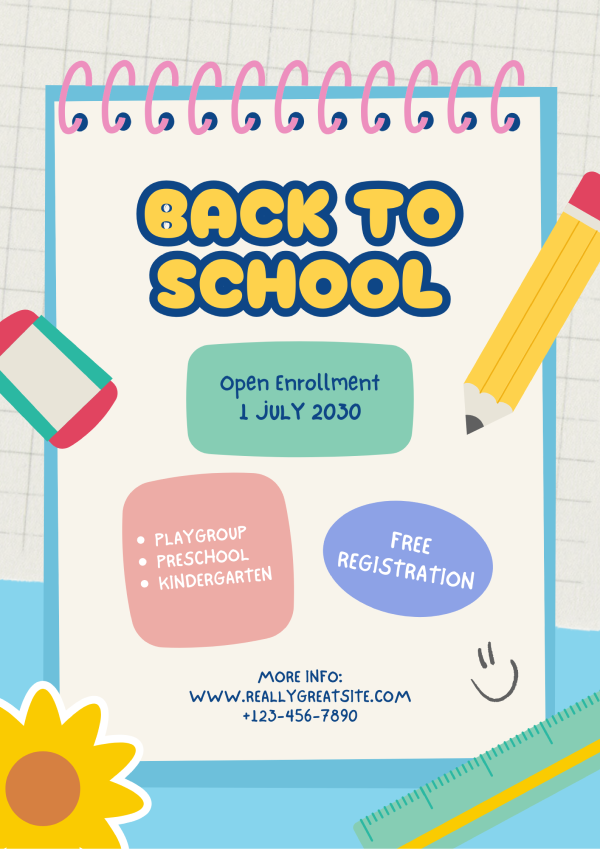 BACK TO
SCHOOL
Open Enrollment
1 JULY 2030
• PLAYGROUP
• PRESCHOOL
• KINDERGARTEN
FREE
REGISTRATION
MORE INFO:
WWW.REALLYGREATSITE.COM
+123-456-7890